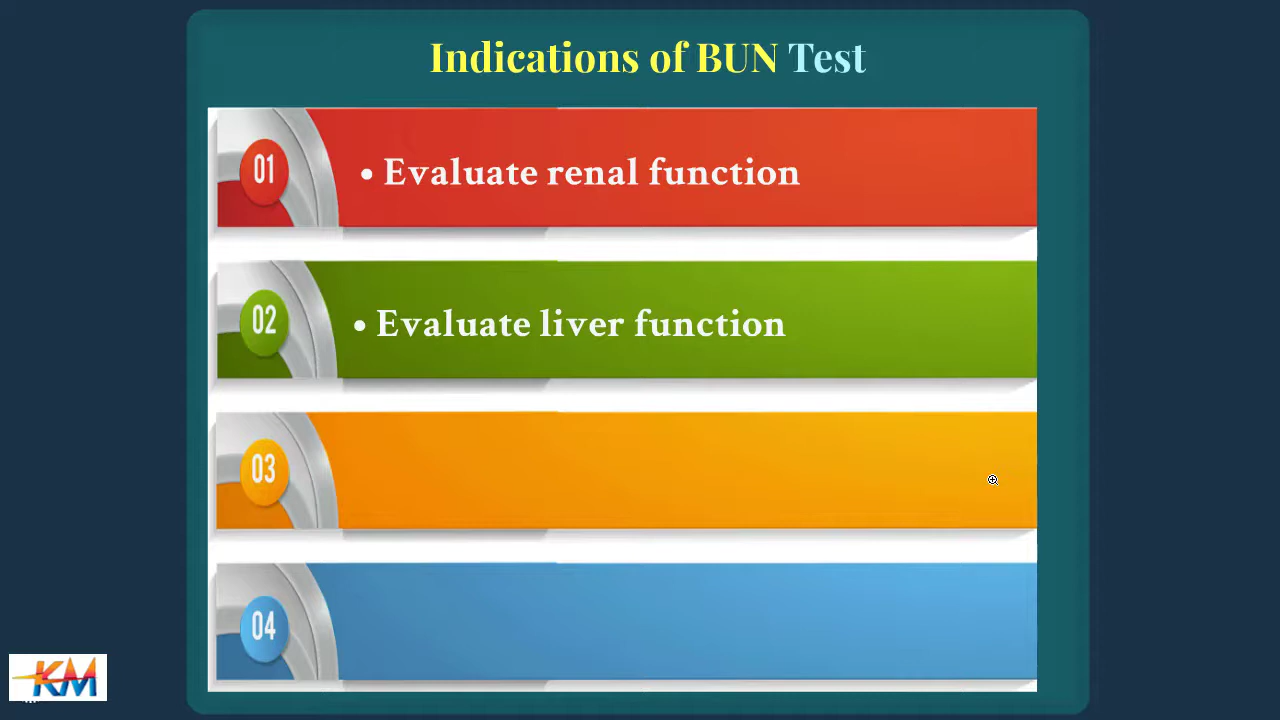 Indications of BUN Test
01
• Evaluate renal function
02
• Evaluate liver function
03
04
KM